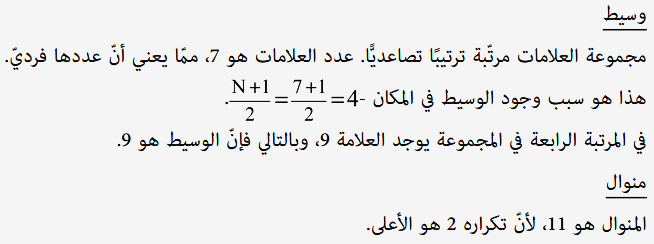 وسيط
مجموعة العلامات مرتّبة ترتيبًا تصاعديًّا. عدد العلامات هو 7، ممّا يعني أنّ عددها فرديّ.
هذا هو سبب وجود الوسيط في المكان -4 = \frac{7+1}{2} = \frac{N+1}{2}.
في المرتبة الرابعة في المجموعة يوجد العلامة 9، وبالتالي فإنّ الوسيط هو 9.
منوال
المنوال هو 11، لأنّ تكراره 2 هو الأعلى.